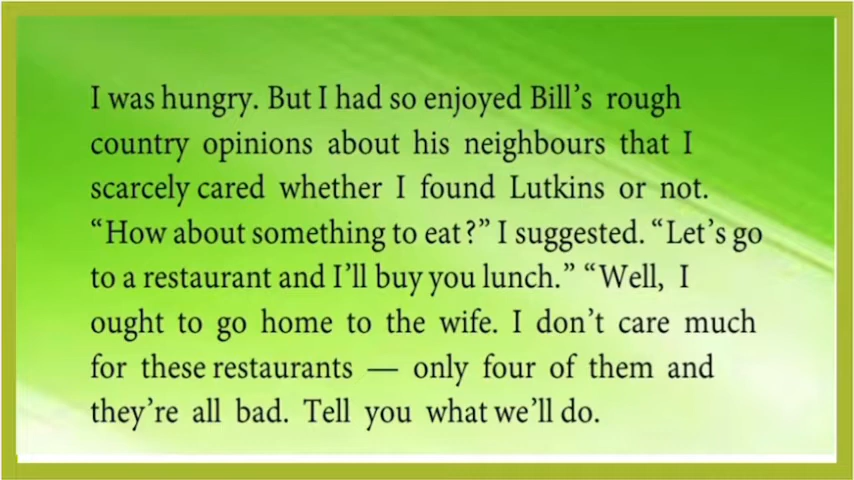 I was hungry. But I had so enjoyed Bill’s rough
country opinions about his neighbours that I
scarcely cared whether I found Lutkins or not.
“How about something to eat?” I suggested. “Let’s go
to a restaurant and I’ll buy you lunch.” “Well, I
ought to go home to the wife. I don’t care much
for these restaurants — only four of them and
they’re all bad. Tell you what we’ll do.